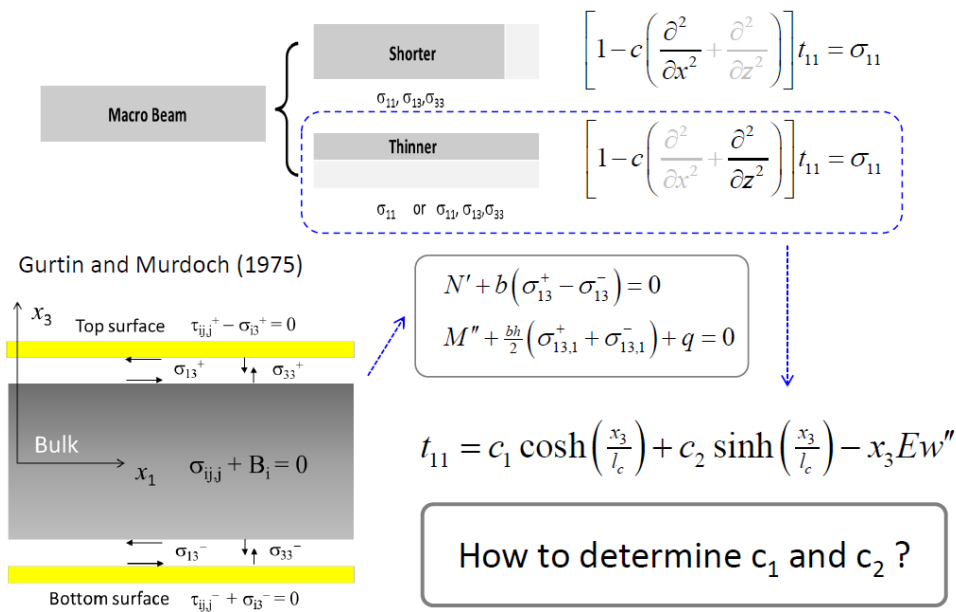 Macro Beam
Shorter
σ₁₁, σ₁₃,σ₃₃
[1 − c(∂²/∂x² + ∂²/∂z²)] t₁₁ = σ₁₁
Thinner
σ₁₁ or σ₁₁, σ₁₃,σ₃₃
[1 − c(∂²/∂x² + ∂²/∂z²)] t₁₁ = σ₁₁
Gurtin and Murdoch (1975)
x₃
Top surface τᵢⱼ,ⱼ⁺ − σᵢ₃⁺ = 0
σ₁₃⁺ σ₃₃⁺
Bulk
x₁
σᵢⱼ,ⱼ + Bᵢ = 0
σ₁₃⁻ σ₃₃⁻
Bottom surface τᵢⱼ,ⱼ⁻ + σᵢ₃⁻ = 0
N′ + b(σ₁₃⁺ − σ₁₃⁻) = 0
M″ + bh/2 (σ₁₃,₁⁺ + σ₁₃,₁⁻) + q = 0
t₁₁ = c₁ cosh(x₃/l_c) + c₂ sinh(x₃/l_c) − x₃Ew″
How to determine c₁ and c₂ ?